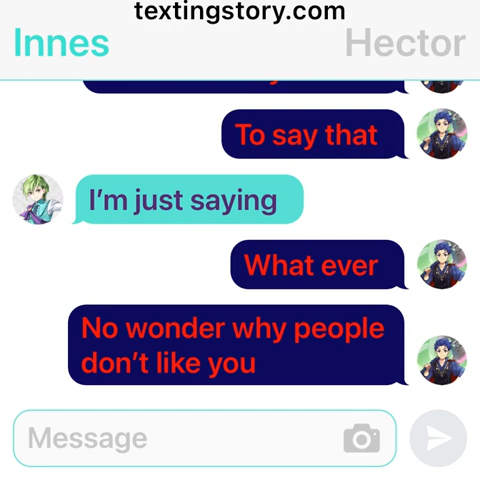 textingstory.com
Innes
Hector
To say that
I'm just saying
What ever
No wonder why people
don't like you
Message